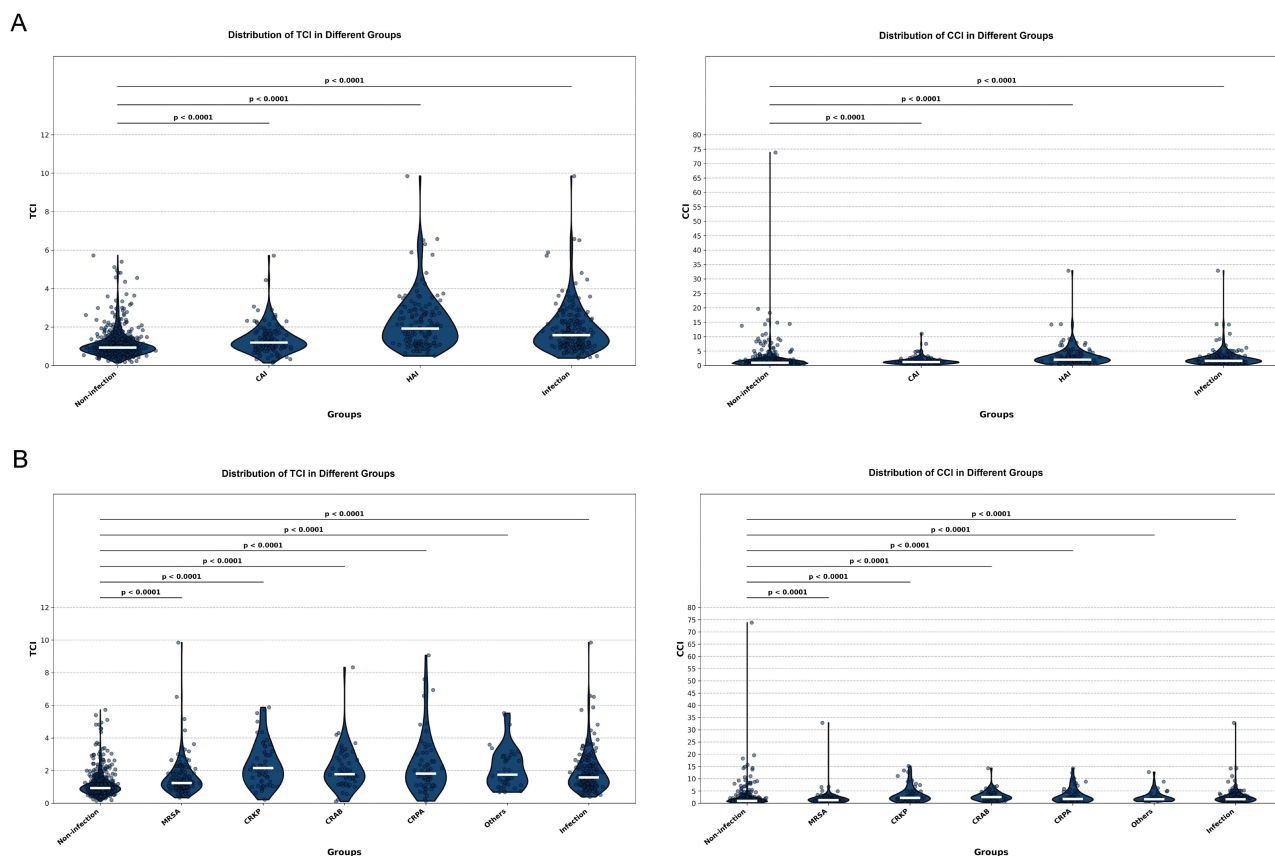 A
Distribution of TCI in Different Groups
p < 0.0001
p < 0.0001
p < 0.0001
12
10
8
6
4
2
0
TCI
Non-infection
CAI
HAI
Infection
Groups
Distribution of CCI in Different Groups
p < 0.0001
p < 0.0001
p < 0.0001
80
75
70
65
60
55
50
45
40
35
30
25
20
15
10
5
0
CCI
Non-infection
CAI
HAI
Infection
Groups
B
Distribution of TCI in Different Groups
p < 0.0001
p < 0.0001
p < 0.0001
p < 0.0001
p < 0.0001
p < 0.0001
12
10
8
6
4
2
0
TCI
Non-infection
MRSA
CRKP
CRAB
CRPA
Others
Infection
Groups
Distribution of CCI in Different Groups
p < 0.0001
p < 0.0001
p < 0.0001
p < 0.0001
p < 0.0001
p < 0.0001
80
75
70
65
60
55
50
45
40
35
30
25
20
15
10
5
0
CCI
Non-infection
MRSA
CRKP
CRAB
CRPA
Others
Infection
Groups